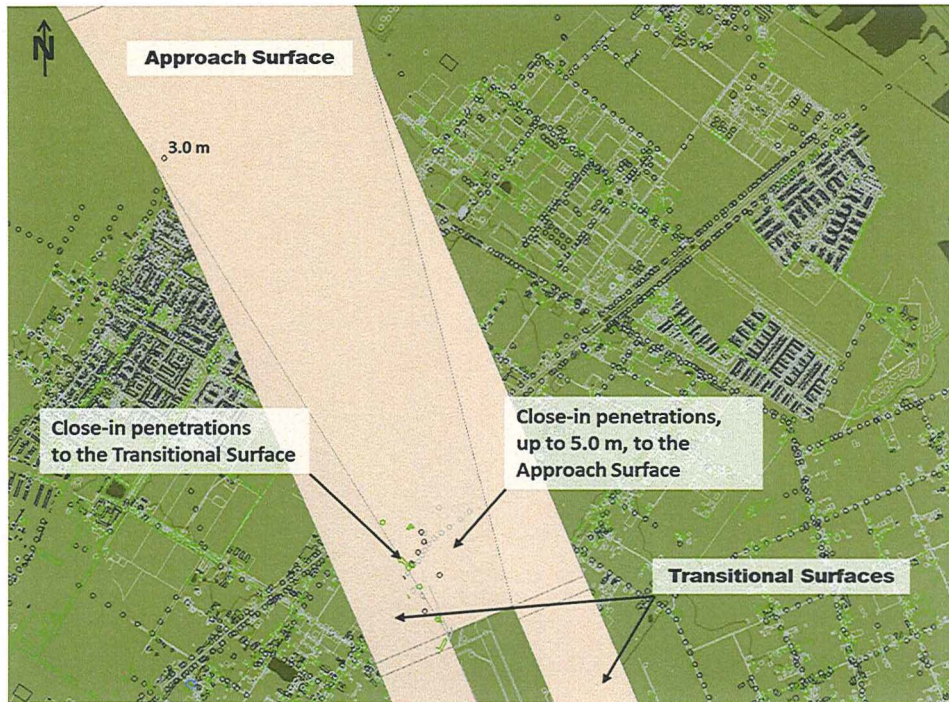 N
Approach Surface
3.0 m
Close-in penetrations
to the Transitional Surface
Close-in penetrations,
up to 5.0 m, to the
Approach Surface
Transitional Surfaces